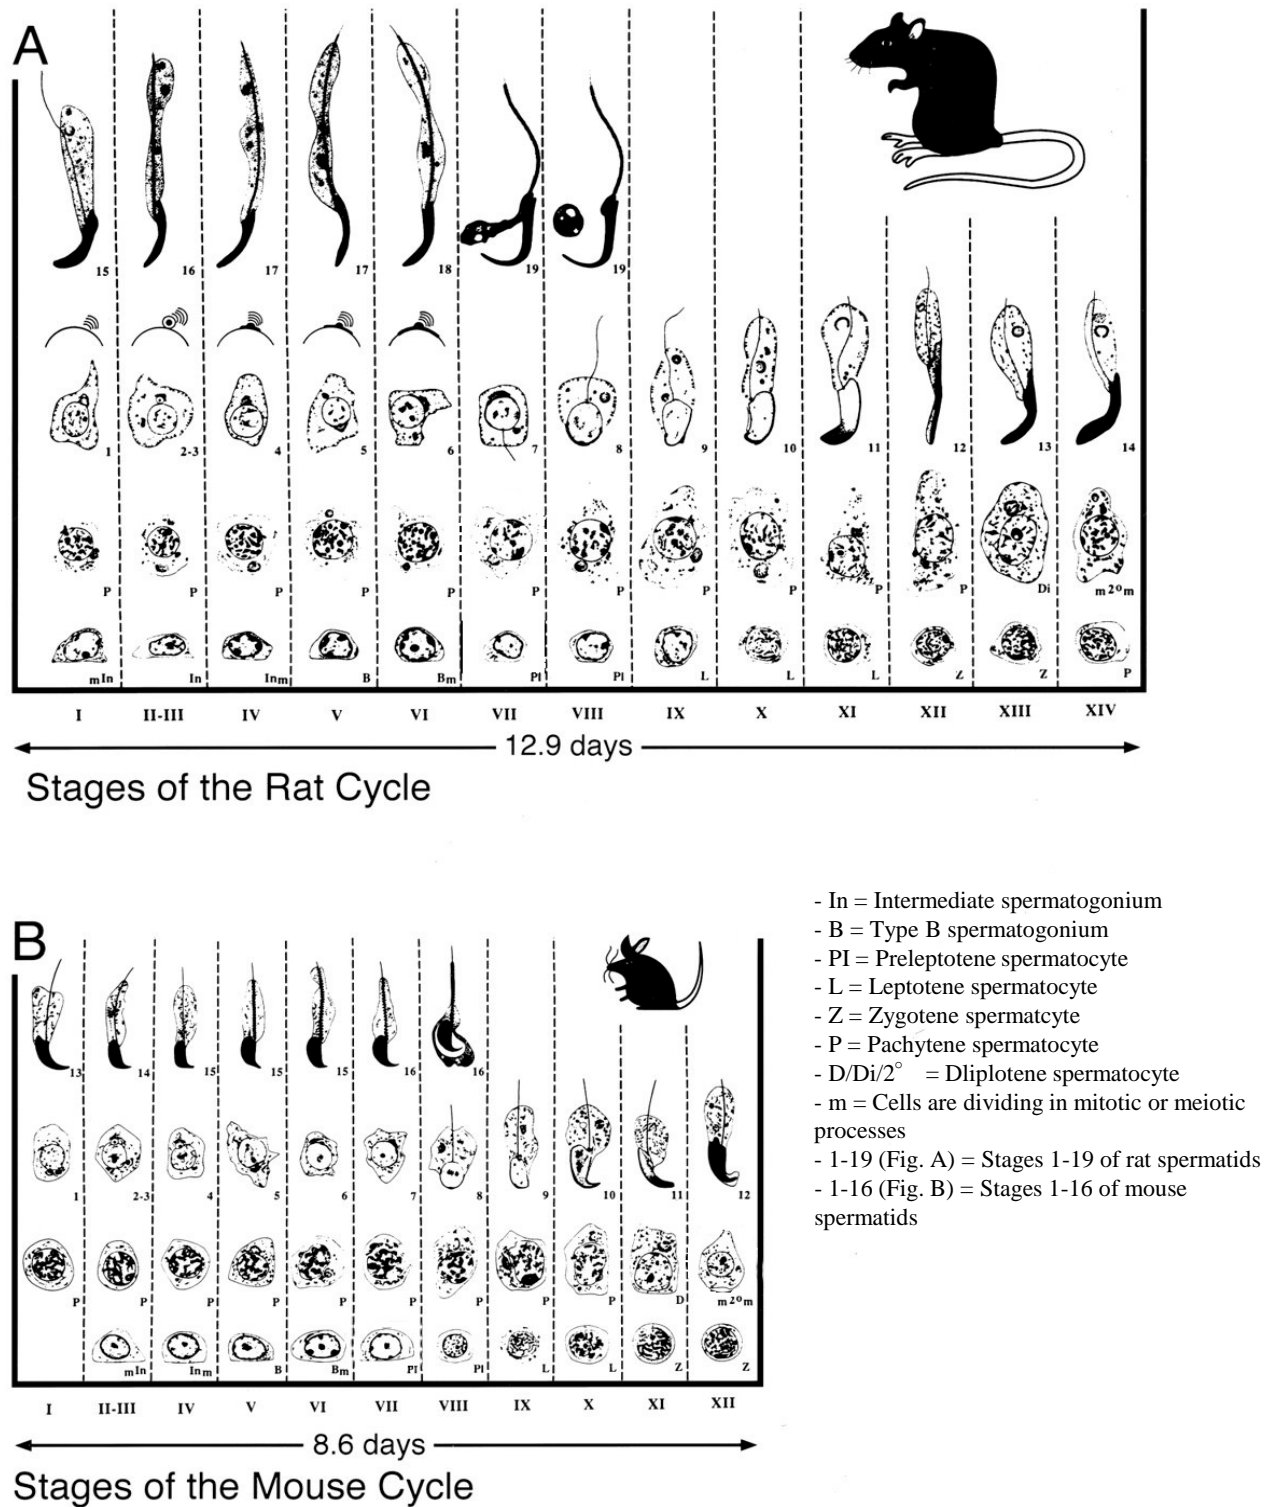 A
15 16 17 17 18 19 19
1 2-3 4 5 6 7 8 9 10 11 12 13 14
P P P P P P P P P L P Di m2°m
mIn In Inm B Bm Pl Pl L L L Z Z P
I II-III IV V VI VII VIII IX X XI XII XIII XIV
12.9 days
Stages of the Rat Cycle
B
13 14 15 15 15 16 16
1 2-3 4 5 6 7 8 9 10 11 12
P P P P P P P P P D m2°m
mIn Inm B Bm Pl Pl L L Z Z
I II-III IV V VI VII VIII IX X XI XII
8.6 days
Stages of the Mouse Cycle
- In = Intermediate spermatogonium
- B = Type B spermatogonium
- PI = Preleptotene spermatocyte
- L = Leptotene spermatocyte
- Z = Zygotene spermatcyte
- P = Pachytene spermatocyte
- D/Di/2° = Dliplotene spermatocyte
- m = Cells are dividing in mitotic or meiotic
processes
- 1-19 (Fig. A) = Stages 1-19 of rat spermatids
- 1-16 (Fig. B) = Stages 1-16 of mouse
spermatids